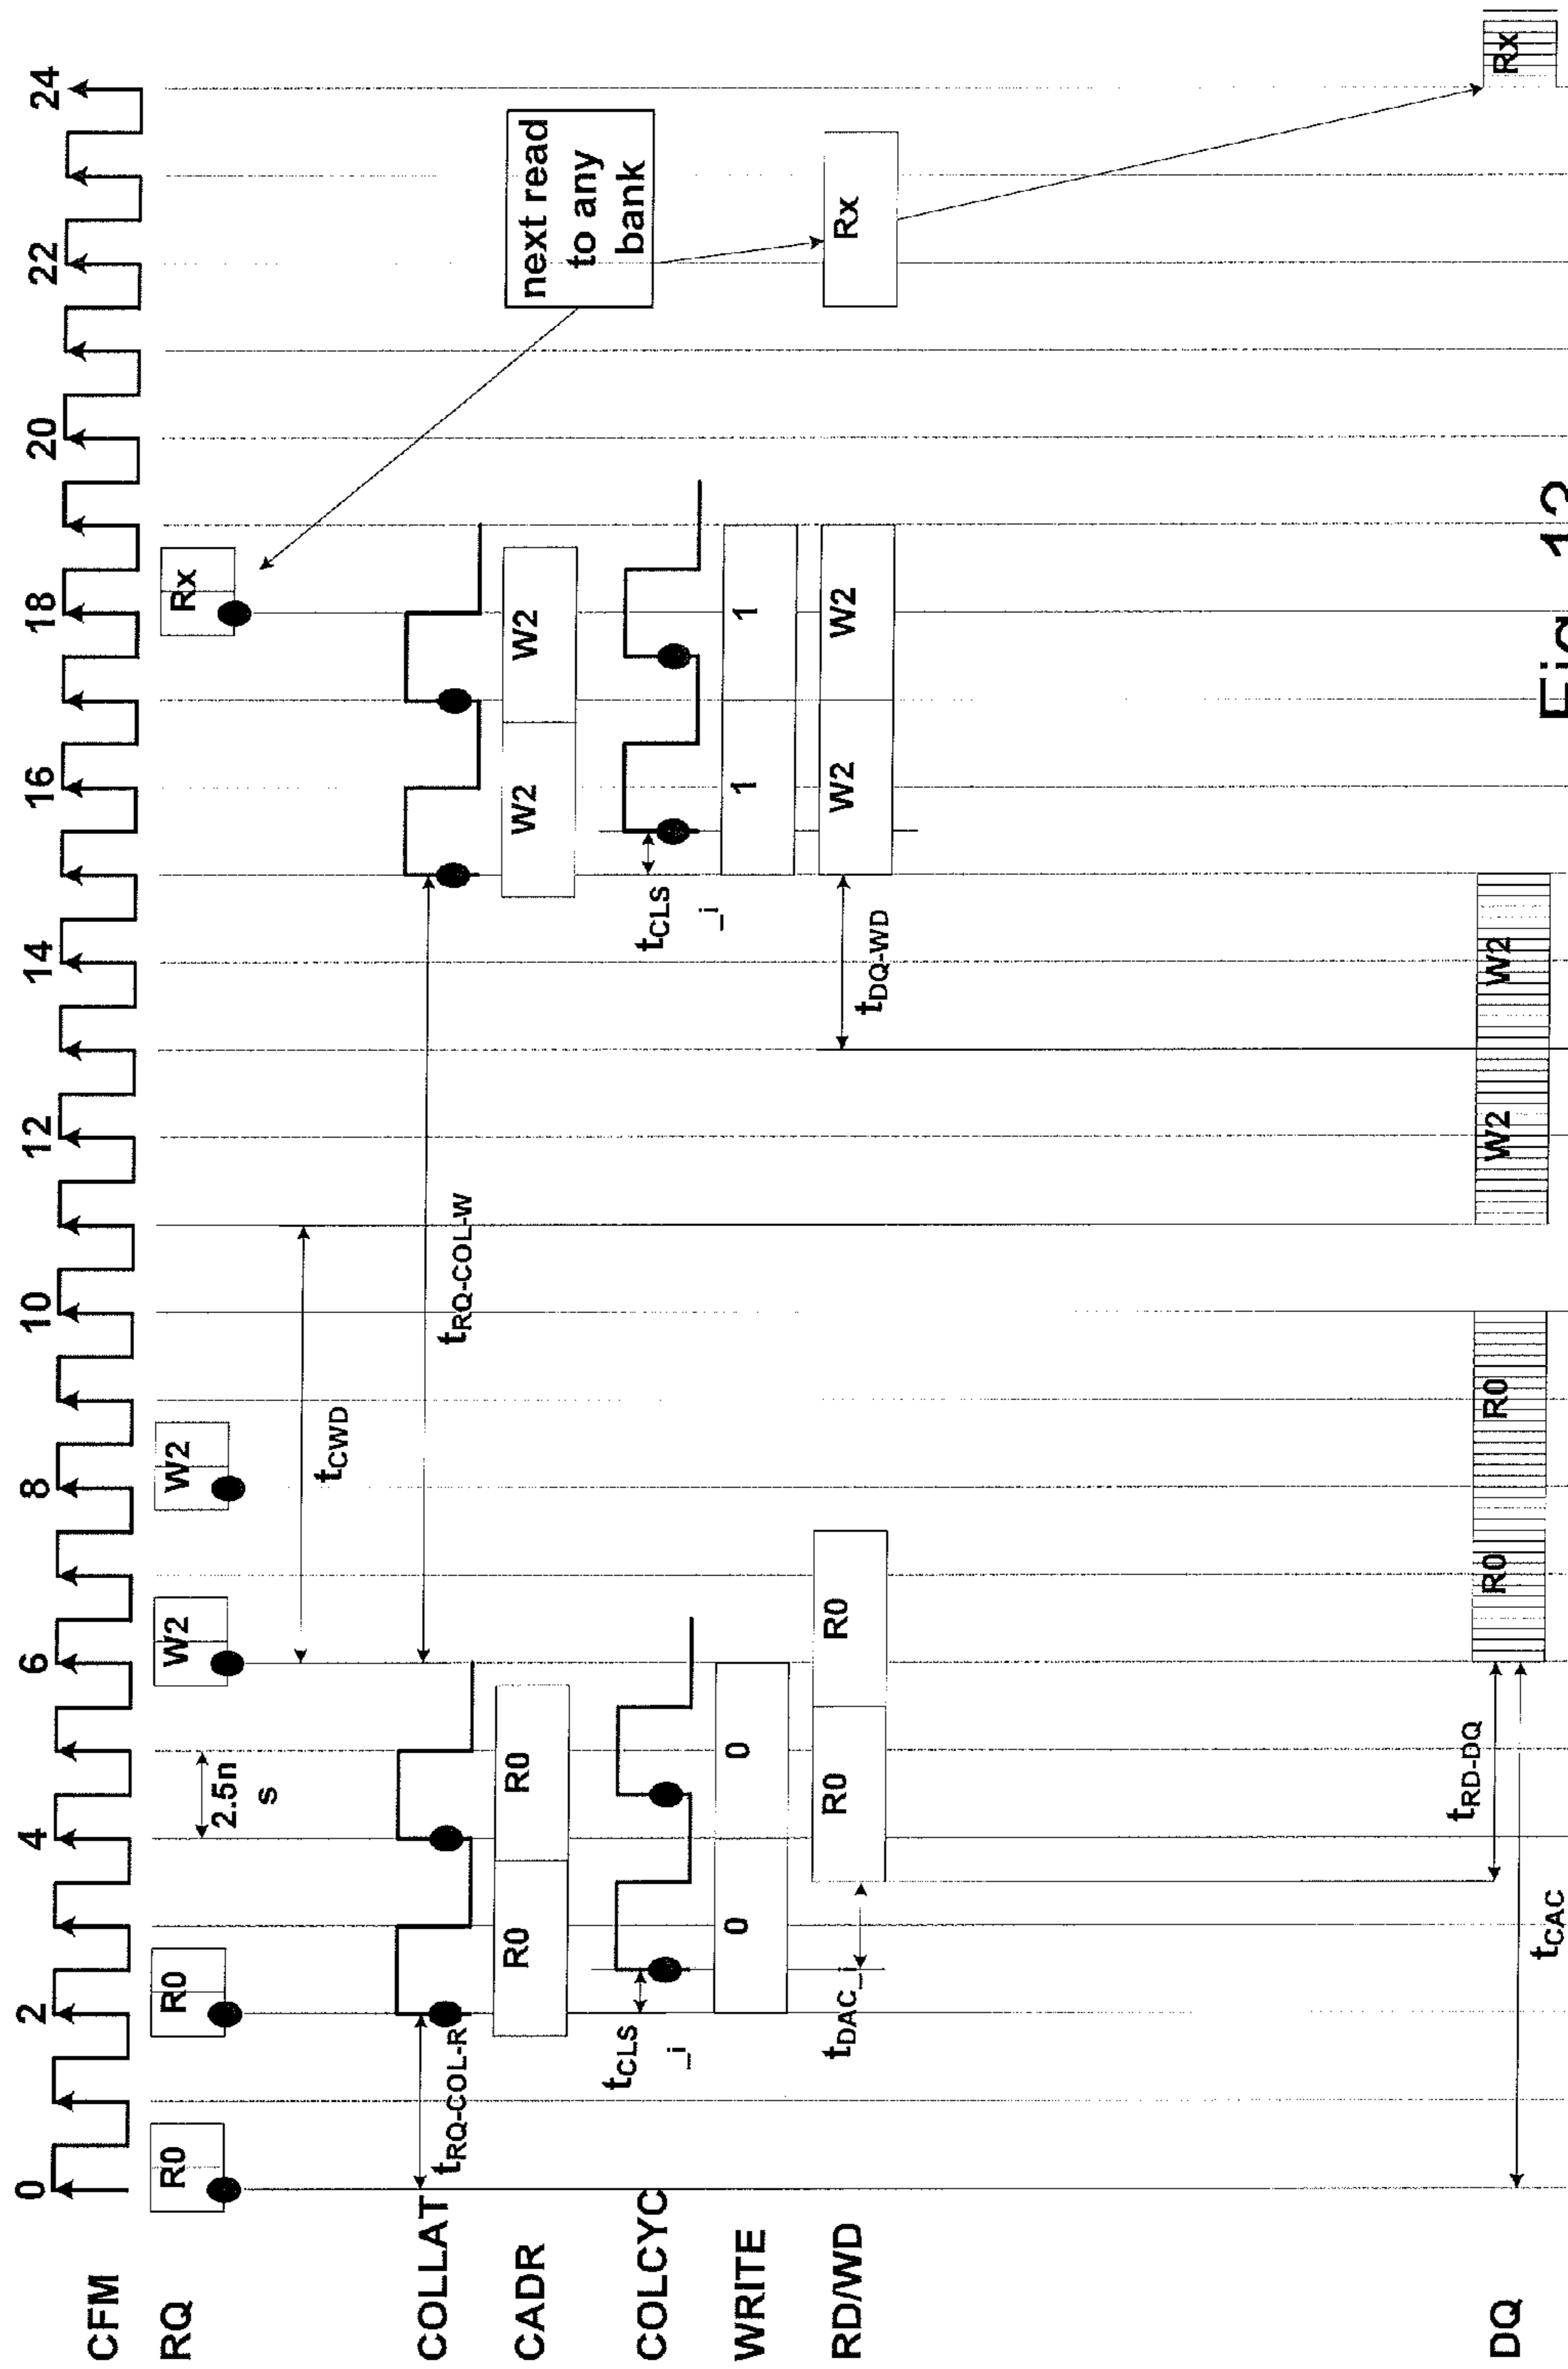 CFM
0 2 4 6 8 10 12 14 16 18 20 22 24
RQ
R0 R0 W2 W2 Rx
2.5n
s
tCWD
next read
to any
bank
COLLAT
tRQ-COL-R
tRQ-COL-W
CADR
R0 R0 W2 W2
COLCYC
tCLS
_i
tCLS
_i
WRITE
0 0 1 1
RD/WD
R0 R0 W2 W2 Rx
tDAC_i
tDQ-WD
tRD-DQ
DQ
R0 R0 W2 W2 Rx
tCAC
Fig. 12